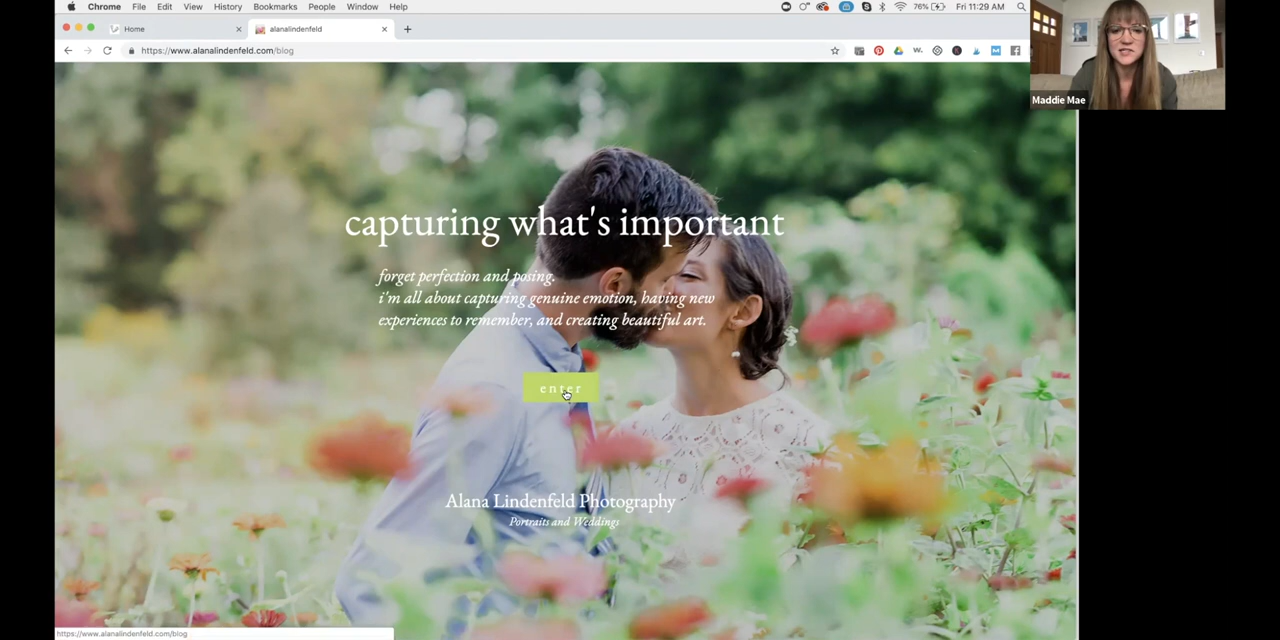 Chrome File Edit View History Bookmarks People Window Help
76% Fri 11:29 AM
Home
alanalindenfeld
https://www.alanalindenfeld.com/blog
Maddie Mae
capturing what's important
forget perfection and posing.
i'm all about capturing genuine emotion, having new
experiences to remember, and creating beautiful art.
enter
Alana Lindenfeld Photography
Portraits and Weddings
https://www.alanalindenfeld.com/blog